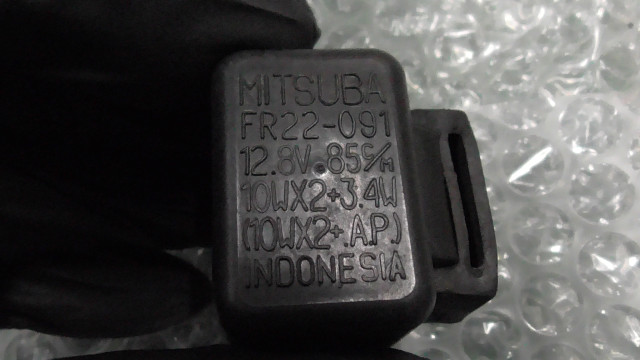 MITSUBA
FR22-091
12.8V 85c/M
10WX2+3.4W
(10WX2+.A.P.)
INDONESIA